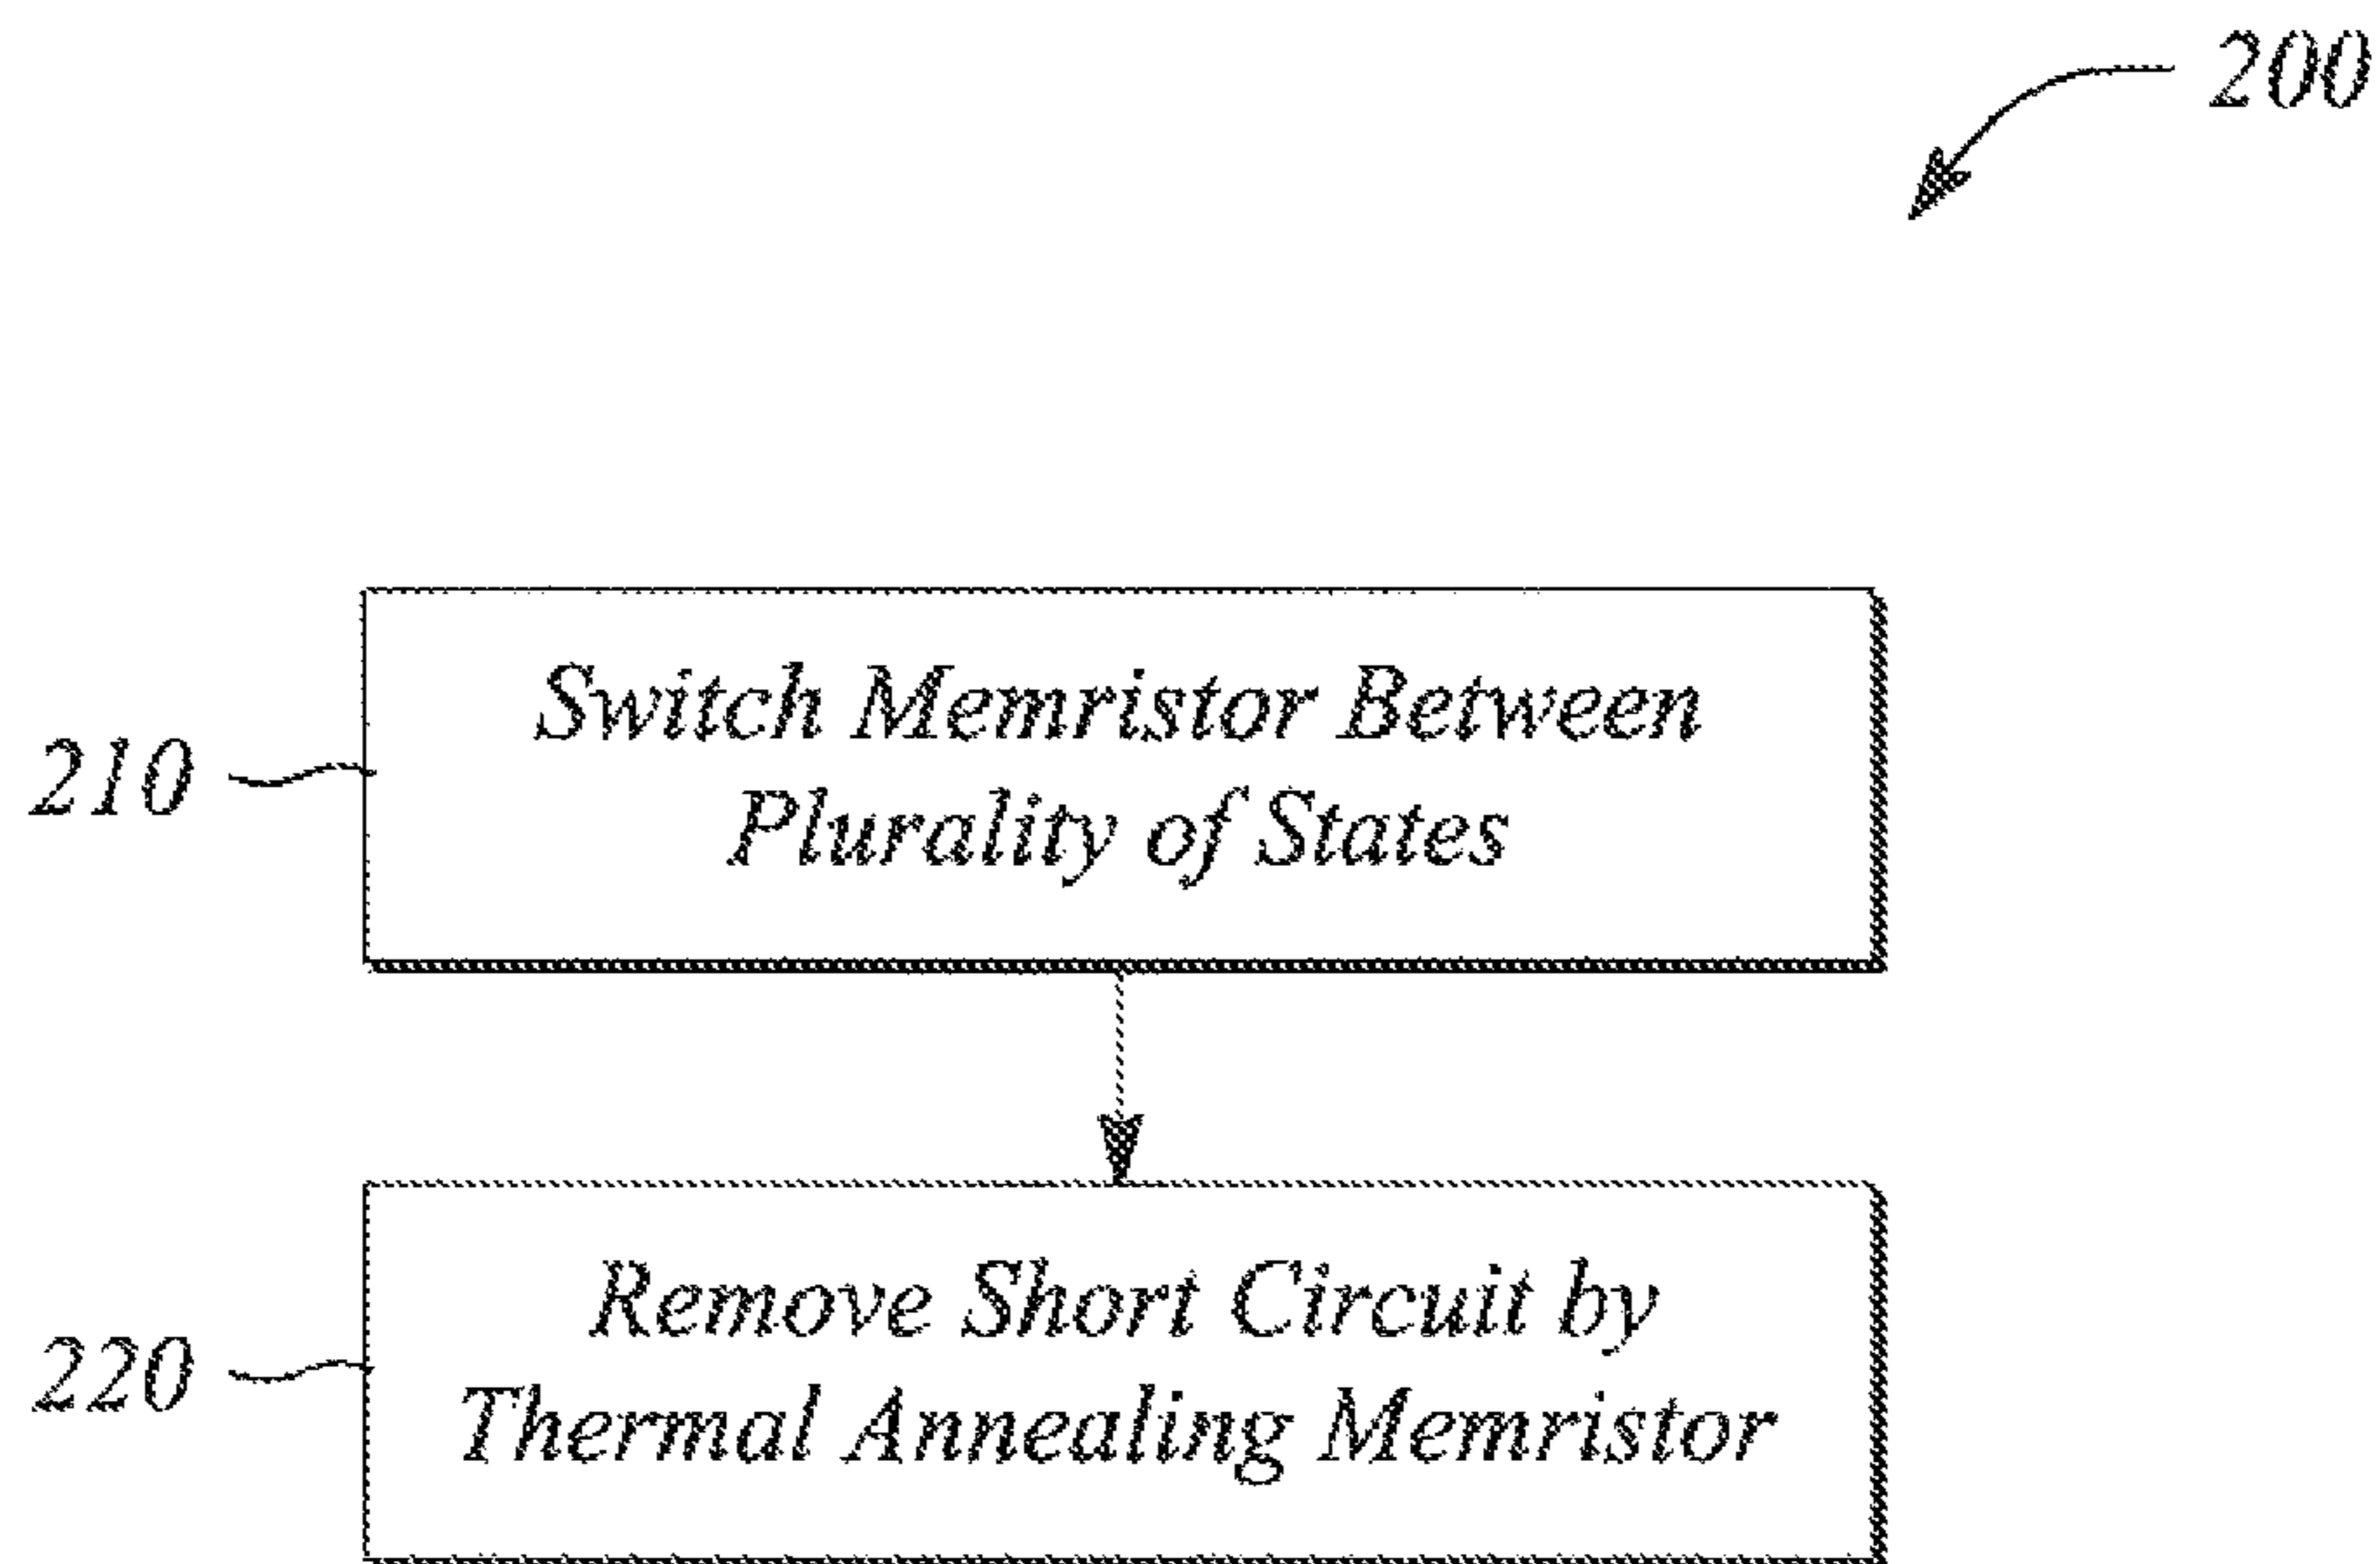 200
210
Switch Memristor Between
Plurality of States
220
Remove Short Circuit by
Thermal Annealing Memristor